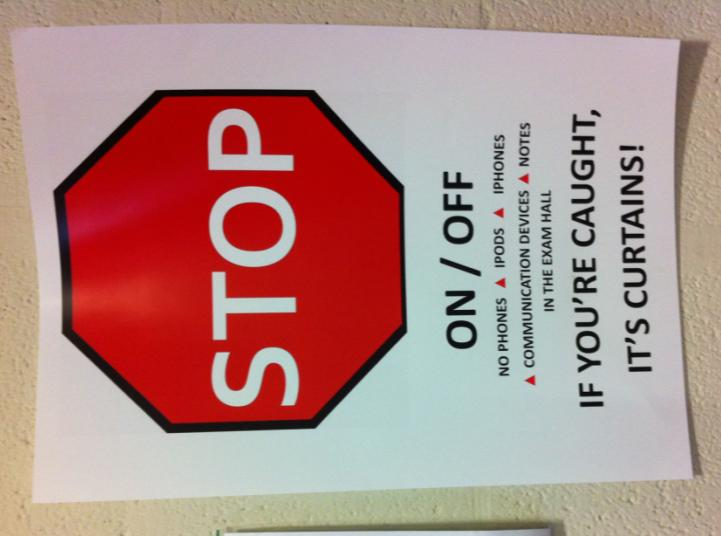 STOP
ON / OFF
NO PHONES ▲ IPODS ▲ IPHONES
▲ COMMUNICATION DEVICES ▲ NOTES
IN THE EXAM HALL
IF YOU'RE CAUGHT,
IT'S CURTAINS!